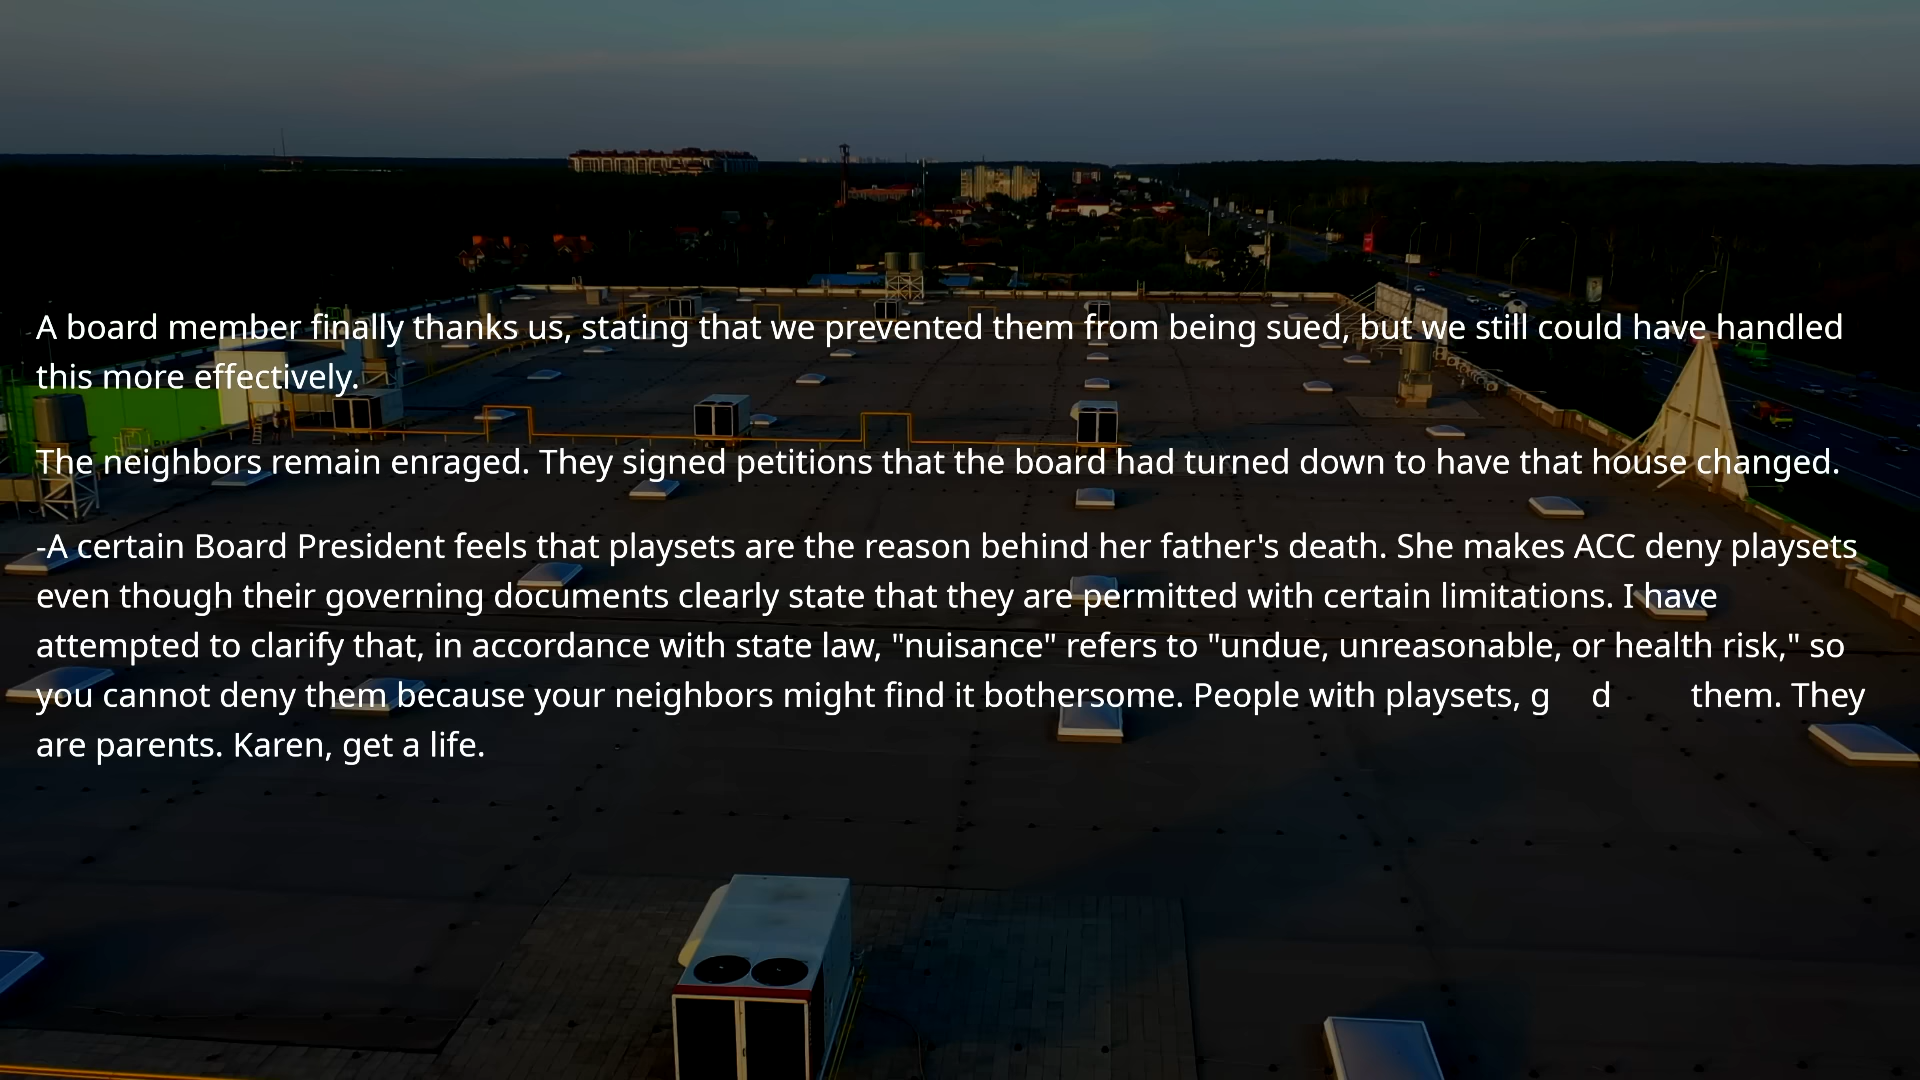 A board member finally thanks us, stating that we prevented them from being sued, but we still could have handled
this more effectively.
The neighbors remain enraged. They signed petitions that the board had turned down to have that house changed.
-A certain Board President feels that playsets are the reason behind her father's death. She makes ACC deny playsets
even though their governing documents clearly state that they are permitted with certain limitations. I have
attempted to clarify that, in accordance with state law, "nuisance" refers to "undue, unreasonable, or health risk," so
you cannot deny them because your neighbors might find it bothersome. People with playsets, g d them. They
are parents. Karen, get a life.